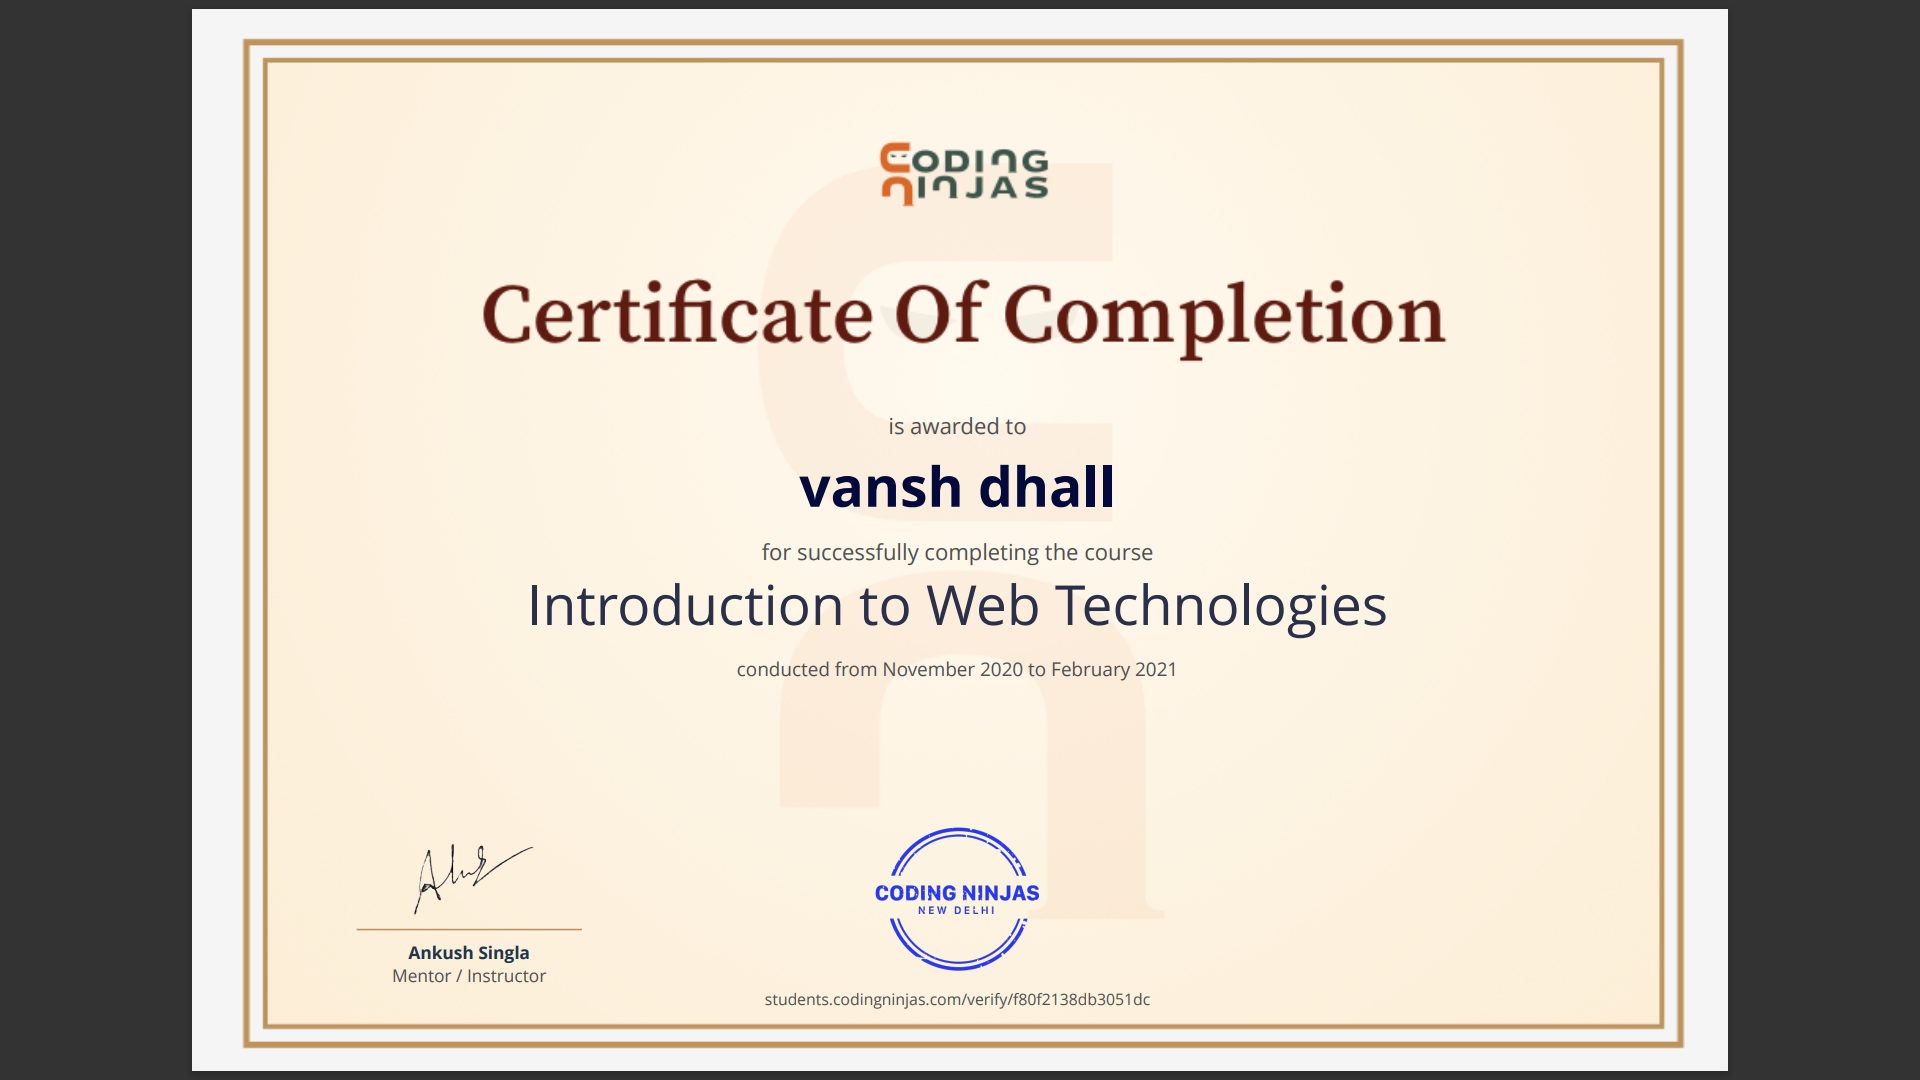 CODING
NINJAS
Certificate Of Completion
is awarded to
vansh dhall
for successfully completing the course
Introduction to Web Technologies
conducted from November 2020 to February 2021
CODING NINJAS
NEW DELHI
Ankush Singla
Mentor / Instructor
students.codingninjas.com/verify/f80f2138db3051dc